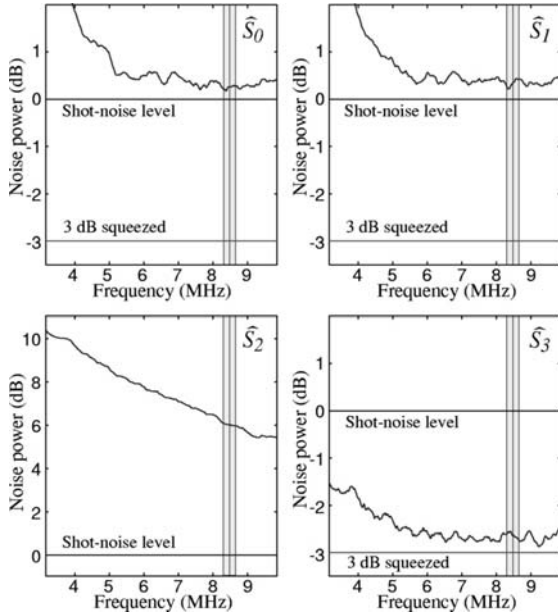 Ŝ0
1
0
1
-2
-3
Noise power (dB)
Shot-noise level
3 dB squeezed
4 5 6 7 8 9
Frequency (MHz)
Ŝ1
1
0
1
-2
-3
Noise power (dB)
Shot-noise level
3 dB squeezed
4 5 6 7 8 9
Frequency (MHz)
Ŝ2
10
8
6
4
2
0
Noise power (dB)
Shot-noise level
4 5 6 7 8 9
Frequency (MHz)
Ŝ3
2
1
0
-1
-2
-3
Noise power (dB)
Shot-noise level
3 dB squeezed
4 5 6 7 8 9
Frequency (MHz)